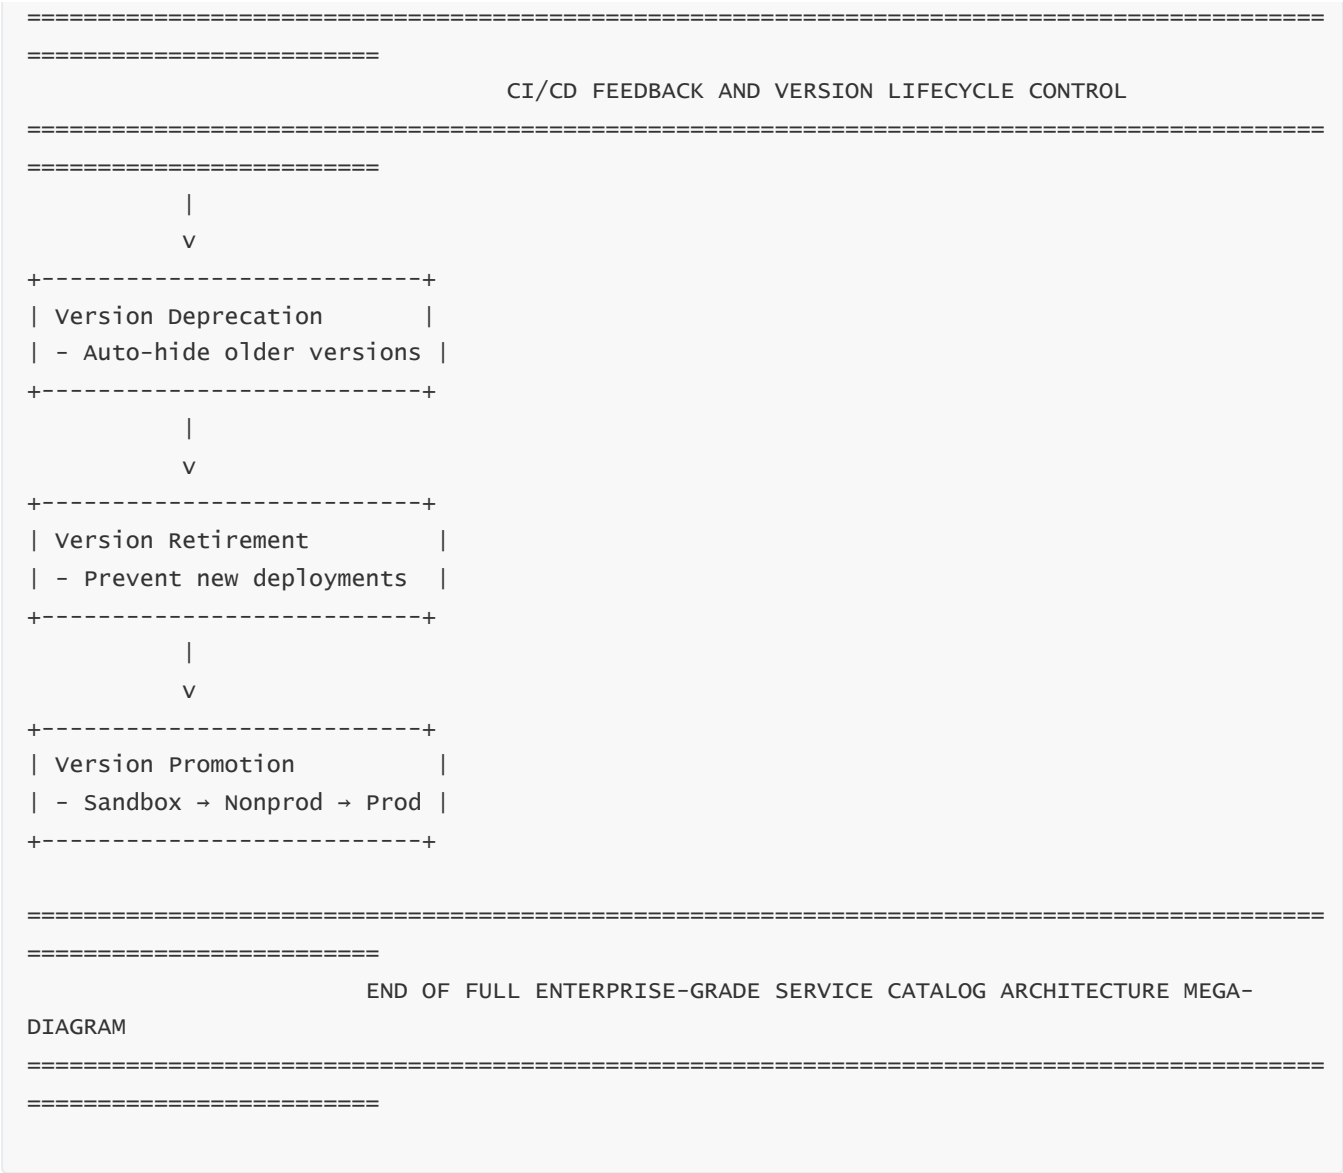 ============================================================================================
=========================
CI/CD FEEDBACK AND VERSION LIFECYCLE CONTROL
============================================================================================
=========================
|
v
+---------------------------+
| Version Deprecation       |
| - Auto-hide older versions |
+---------------------------+
|
v
+---------------------------+
| Version Retirement         |
| - Prevent new deployments  |
+---------------------------+
|
v
+---------------------------+
| Version Promotion          |
| - Sandbox → Nonprod → Prod |
+---------------------------+
============================================================================================
=========================
END OF FULL ENTERPRISE-GRADE SERVICE CATALOG ARCHITECTURE MEGA-
DIAGRAM
============================================================================================
=========================